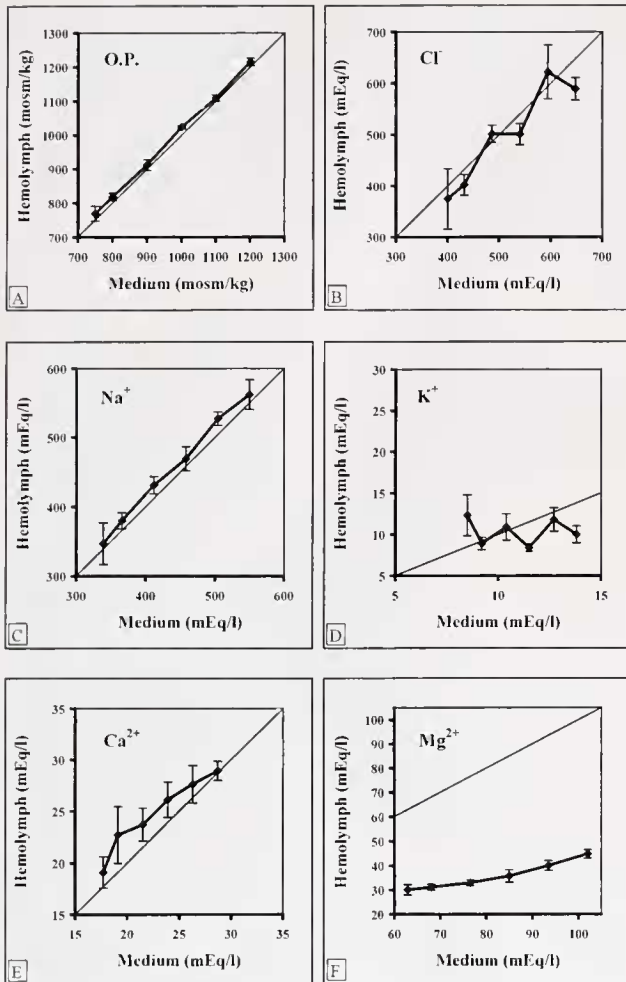 O.P.
Hemolymph (mosm/kg)
1300
1200
1100
1000
900
800
700
700 800 900 1000 1100 1200 1300
Medium (mosm/kg)
A
Cl⁻
Hemolymph (mEq/l)
700
600
500
400
300
300 400 500 600 700
Medium (mEq/l)
B
Na⁺
Hemolymph (mEq/l)
600
500
400
300
300 400 500 600
Medium (mEq/l)
C
K⁺
Hemolymph (mEq/l)
30
25
20
15
10
5
5 10 15
Medium (mEq/l)
D
Ca²⁺
Hemolymph (mEq/l)
35
30
25
20
15
15 20 25 30 35
Medium (mEq/l)
E
Mg²⁺
Hemolymph (mEq/l)
100
90
80
70
60
50
40
30
20
60 70 80 90 100
Medium (mEq/l)
F